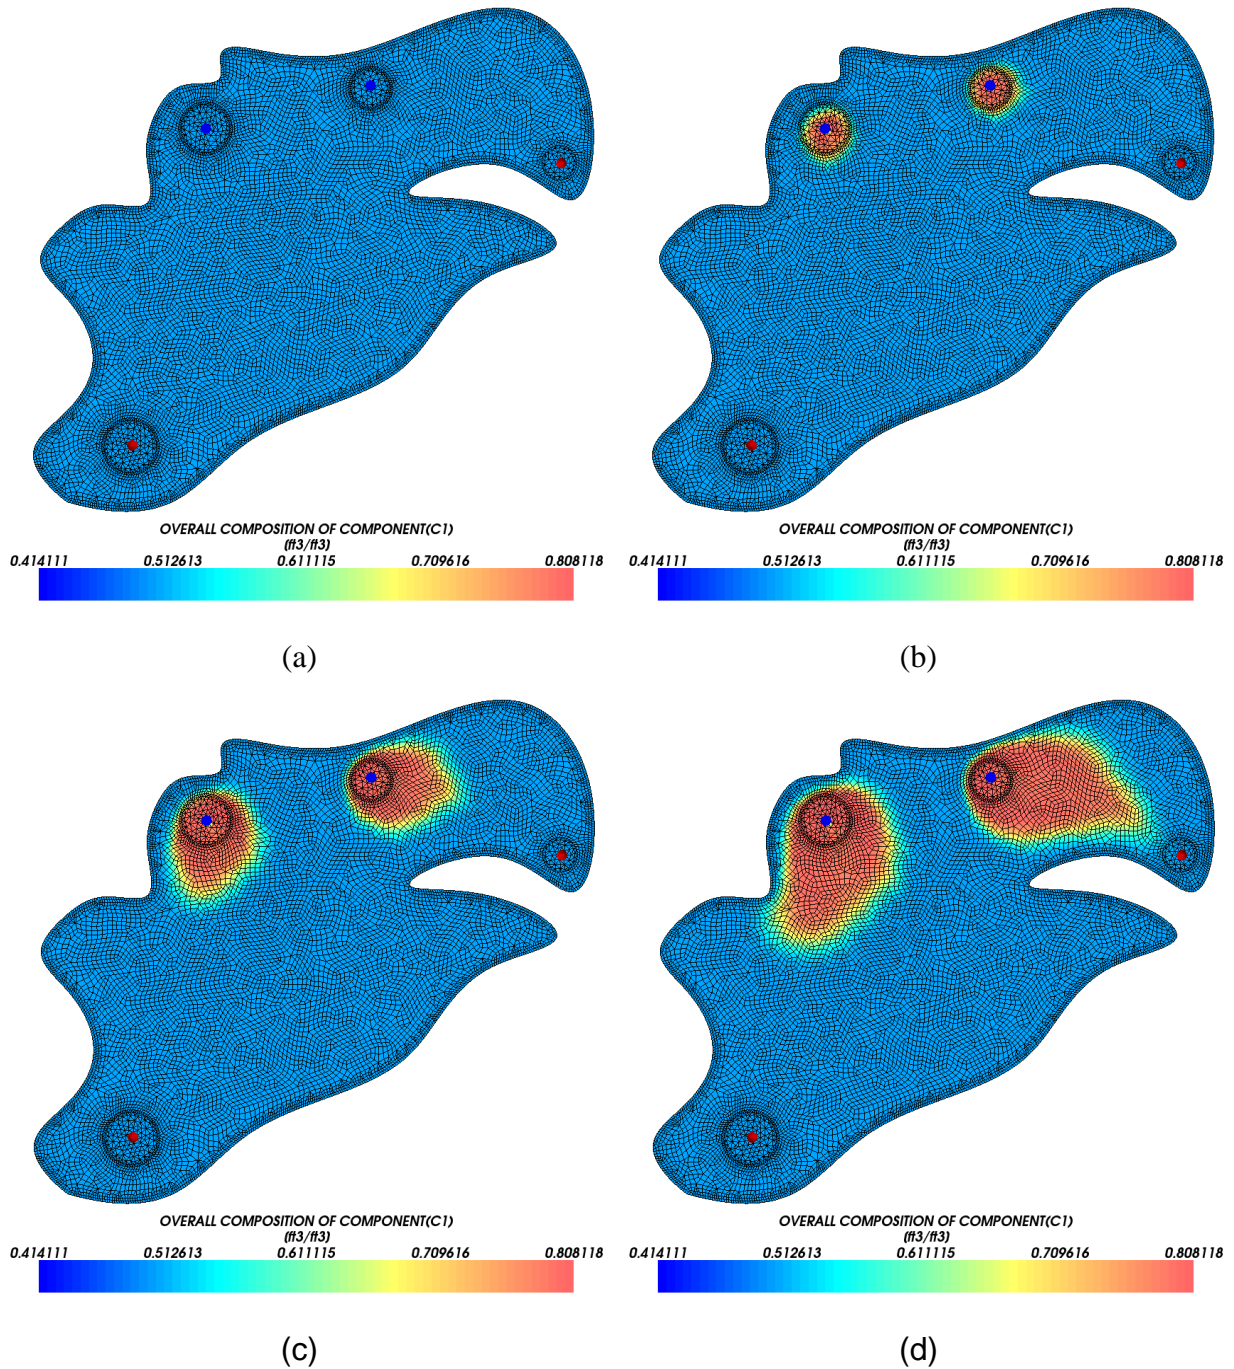 OVERALL COMPOSITION OF COMPONENT(C1)
(ft3/ft3)
0.414111 0.512613 0.611115 0.709616 0.808118
(a)
OVERALL COMPOSITION OF COMPONENT(C1)
(ft3/ft3)
0.414111 0.512613 0.611115 0.709616 0.808118
(b)
OVERALL COMPOSITION OF COMPONENT(C1)
(ft3/ft3)
0.414111 0.512613 0.611115 0.709616 0.808118
(c)
OVERALL COMPOSITION OF COMPONENT(C1)
(ft3/ft3)
0.414111 0.512613 0.611115 0.709616 0.808118
(d)